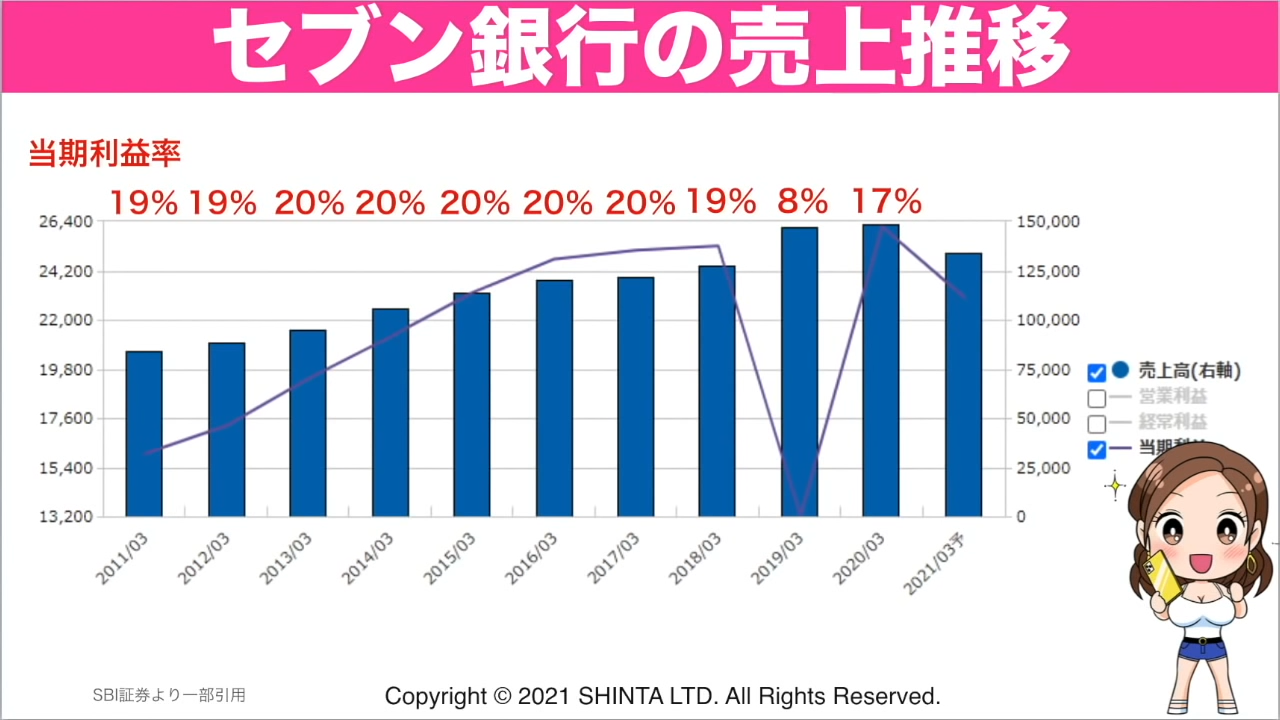 セブン銀行の売上推移
当期利益率
19% 19% 20% 20% 20% 20% 20% 19% 8% 17%
26,400
24,200
22,000
19,800
17,600
15,400
13,200
150,000
125,000
100,000
75,000
50,000
25,000
0
売上高(右軸)
営業利益
経常利益
当期利益
2011/03
2012/03
2013/03
2014/03
2015/03
2016/03
2017/03
2018/03
2019/03
2020/03
2021/03予
SBI証券より一部引用
Copyright © 2021 SHINTA LTD. All Rights Reserved.